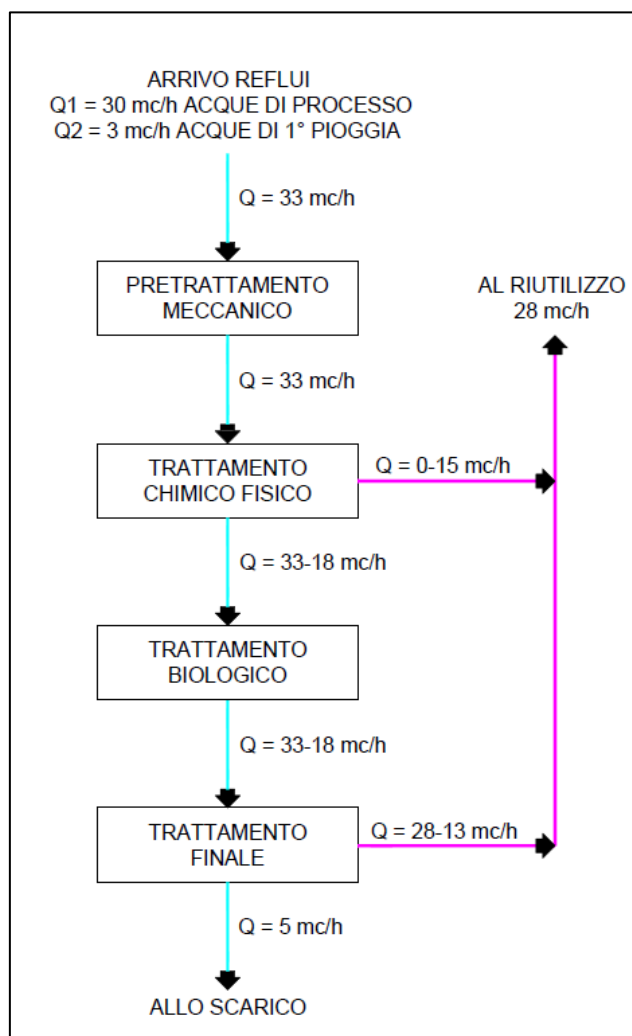 ARRIVO REFLUI
Q1 = 30 mc/h ACQUE DI PROCESSO
Q2 = 3 mc/h ACQUE DI 1° PIOGGIA
Q = 33 mc/h
PRETRATTAMENTO
MECCANICO
AL RIUTILIZZO
28 mc/h
Q = 33 mc/h
TRATTAMENTO
CHIMICO FISICO
Q = 0-15 mc/h
Q = 33-18 mc/h
TRATTAMENTO
BIOLOGICO
Q = 33-18 mc/h
TRATTAMENTO
FINALE
Q = 28-13 mc/h
Q = 5 mc/h
ALLO SCARICO